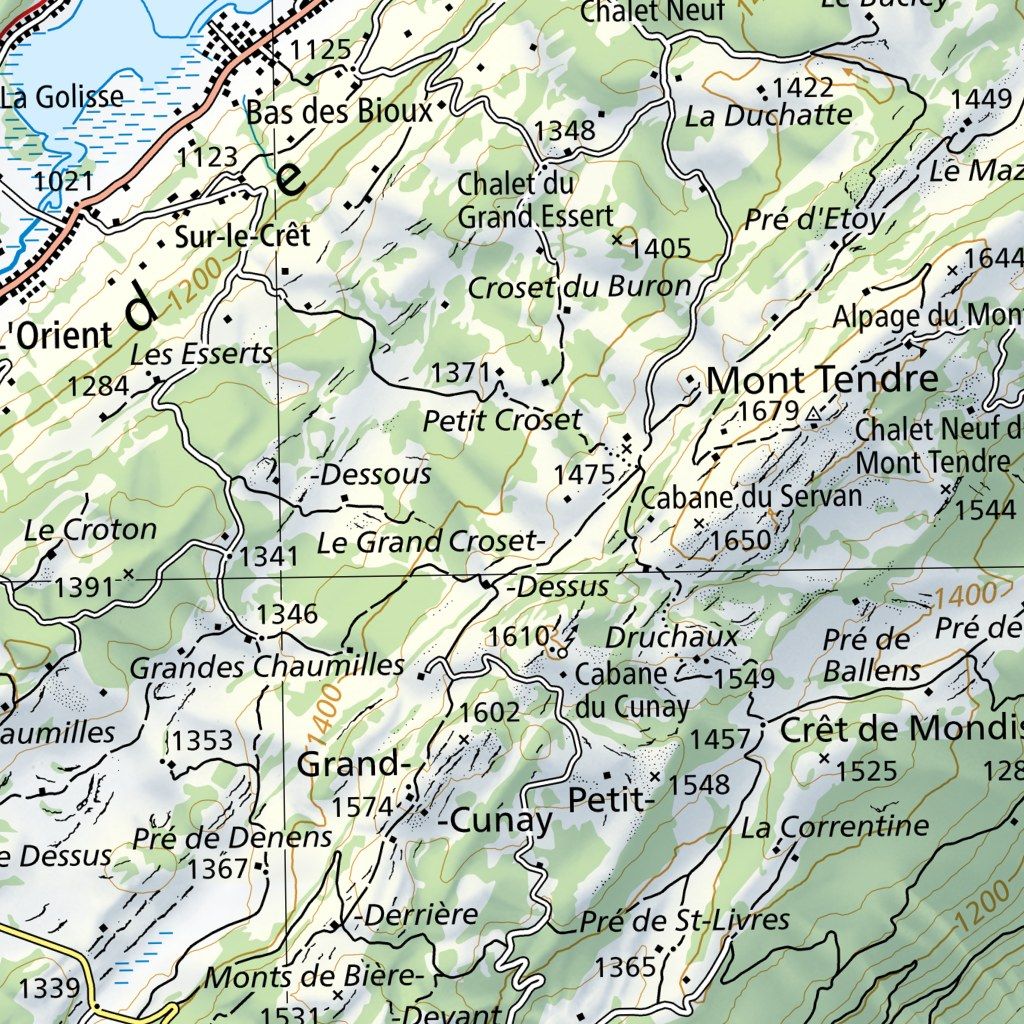 Chalet Neuf
1125
La Golisse
Bas des Bioux
1422
La Duchatte
1449
1348
1123
1021
Le Maz
Chalet du
Grand Essert
Pré d'Etoy
e
Sur-le-Crêt
1405
1644
1200
Croset du Buron
d
L'Orient
Alpage du Mon
Les Esserts
1284
1371
Mont Tendre
1679
Petit Croset
Chalet Neuf d
Mont Tendre
-Dessous
1475
Cabane du Servan
1544
Le Croton
Le Grand Croset-
1650
1341
1391
-Dessus
1400
1346
1610
Druchaux
Pré de
Ballens
Pré de
Grandes Chaumilles
Cabane
du Cunay
1549
1400
1602
aumilles
1353
1457
Crêt de Mondis
Grand-
1548
1525
128
1574
Petit-
-Cunay
La Correntine
Pré de Denens
e Dessus
1367
-Derrière
Pré de St-Livres
1200
1365
Monts de Bière-
1339
1531
-Devant